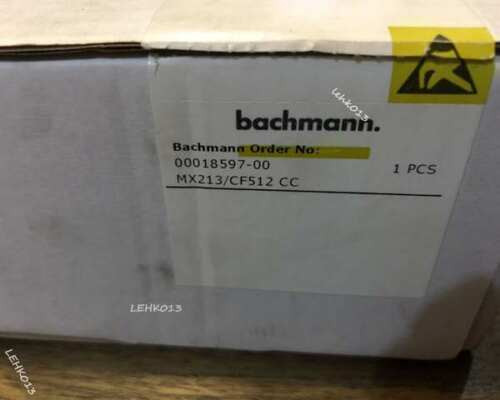 LEHK013
bachmann.
Bachmann Order No:
00018597-00
1 PCS
MX213/CF512 CC
LEHK013
LEHK013